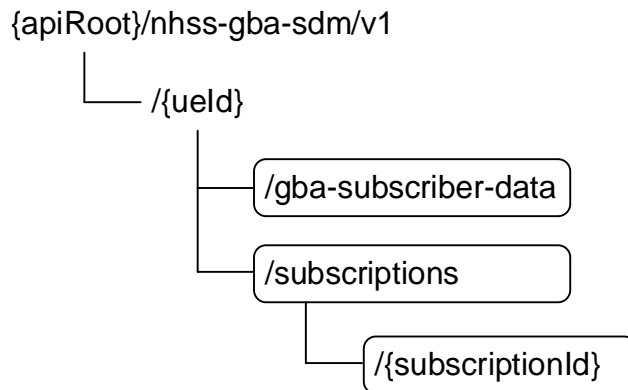 {apiRoot}/nhss-gba-sdm/v1
/{ueId}
/gba-subscriber-data
/subscriptions
/{subscriptionId}